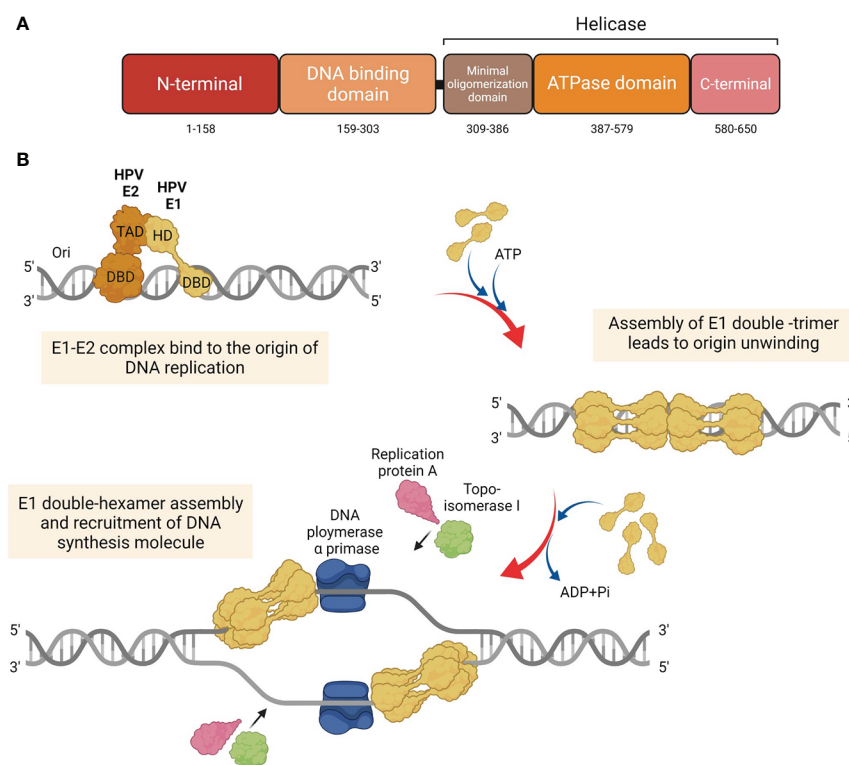 A
Helicase
N-terminal
DNA binding
domain
Minimal
oligomerization
domain
ATPase domain
C-terminal
1-158
159-303
309-386
387-579
580-650
B
HPV
E2
HPV
E1
TAD
HD
Ori
DBD
DBD
5'
3'
3'
5'
ATP
E1-E2 complex bind to the origin of
DNA replication
Assembly of E1 double -trimer
leads to origin unwinding
5'
3'
Replication
protein A
Topo-
isomerase I
E1 double-hexamer assembly
and recruitment of DNA
synthesis molecule
DNA
ploymerase
α primase
ADP+Pi
5'
3'
3'
5'